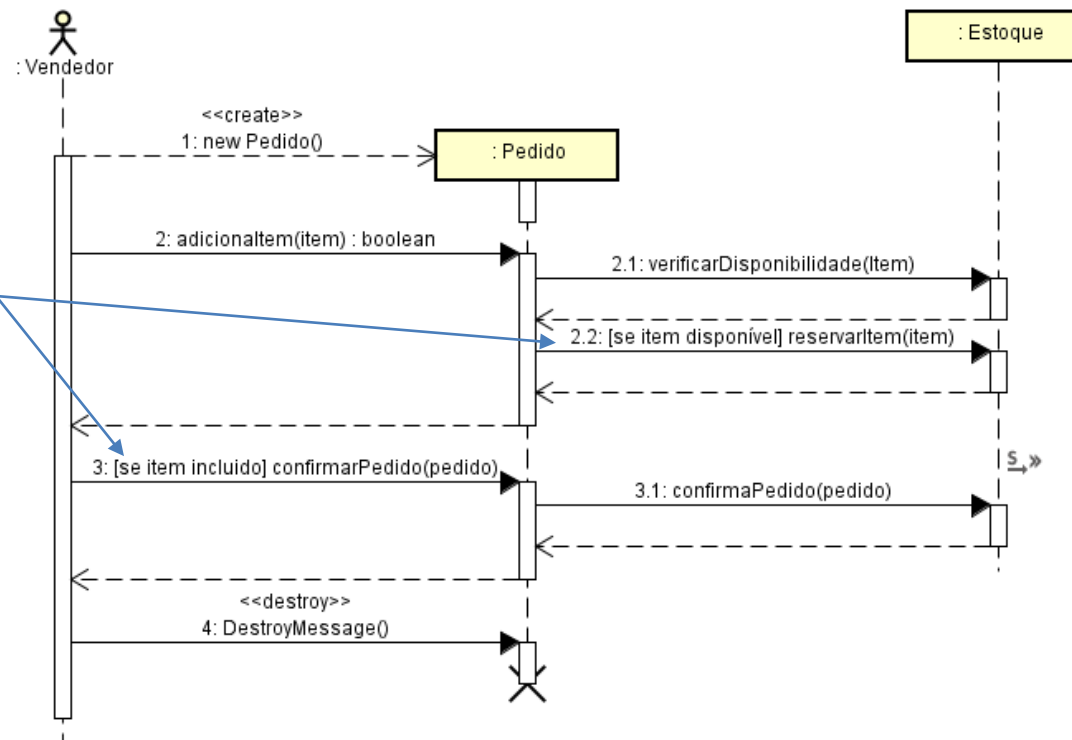 : Estoque
: Vendedor
<<create>>
1: new Pedido()
: Pedido
2: adicionaItem(item) : boolean
2.1: verificarDisponibilidade(Item)
2.2: [se item disponível] reservarItem(item)
3: [se item incluido] confirmarPedido(pedido)
S »
3.1: confirmaPedido(pedido)
<<destroy>>
4: DestroyMessage()